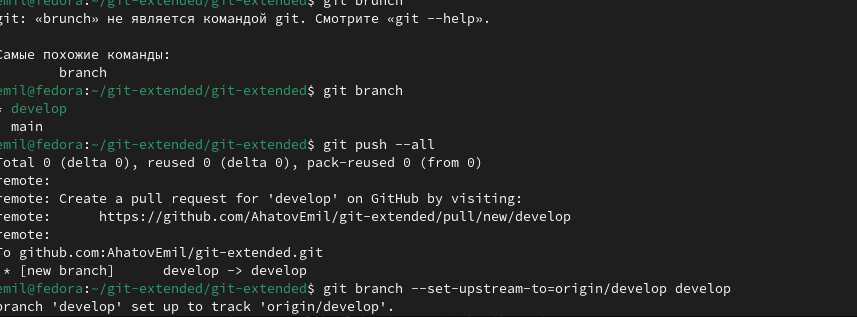 emil@fedora:~/git-extended/git-extended$ git brunch
git: «brunch» не является командой git. Смотрите «git --help».
Самые похожие команды:
branch
emil@fedora:~/git-extended/git-extended$ git branch
* develop
main
emil@fedora:~/git-extended/git-extended$ git push --all
Total 0 (delta 0), reused 0 (delta 0), pack-reused 0 (from 0)
remote:
remote: Create a pull request for 'develop' on GitHub by visiting:
remote:      https://github.com/AhatovEmil/git-extended/pull/new/develop
remote:
To github.com:AhatovEmil/git-extended.git
* [new branch]      develop -> develop
emil@fedora:~/git-extended/git-extended$ git branch --set-upstream-to=origin/develop develop
branch 'develop' set up to track 'origin/develop'.